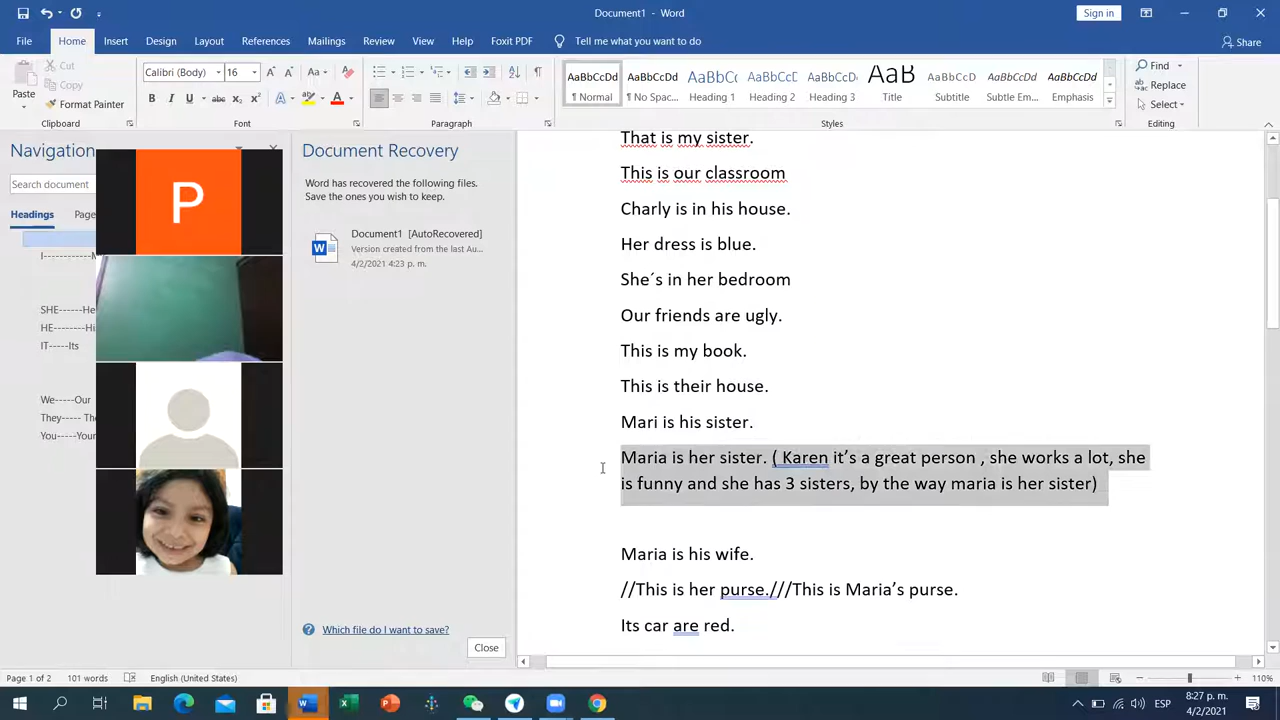 Document1 - Word
Sign in
File Home Insert Design Layout References Mailings Review View Help Foxit PDF Tell me what you want to do Share
Paste Cut
Copy
Format Painter
Clipboard
Calibri (Body) 16
Font
Paragraph
AaBbCcDd AaBbCcDd AaBbC( AaBbCcC AaBbCcD AaB AaBbCcD AaBbCcDd AaBbCcDd
¶ Normal ¶ No Spac... Heading 1 Heading 2 Heading 3 Title Subtitle Subtle Em... Emphasis
Styles
Find
Replace
Select
Editing
Navigation
Search document
Headings
I-----
SHE------He
HE------Hi
IT-----Its
We-----Our
They----- The
You-----Your
P
Document Recovery
Word has recovered the following files.
Save the ones you wish to keep.
Document1 [AutoRecovered]
Version created from the last Au...
4/2/2021 4:23 p. m.
Which file do I want to save?
Close
That is my sister.
This is our classroom
Charly is in his house.
Her dress is blue.
She´s in her bedroom
Our friends are ugly.
This is my book.
This is their house.
Mari is his sister.
Maria is her sister. ( Karen it’s a great person , she works a lot, she
is funny and she has 3 sisters, by the way maria is her sister)
Maria is his wife.
//This is her purse.///This is Maria’s purse.
Its car are red.
Page 1 of 2 101 words English (United States) 110%
ESP
8:27 p. m.
4/2/2021